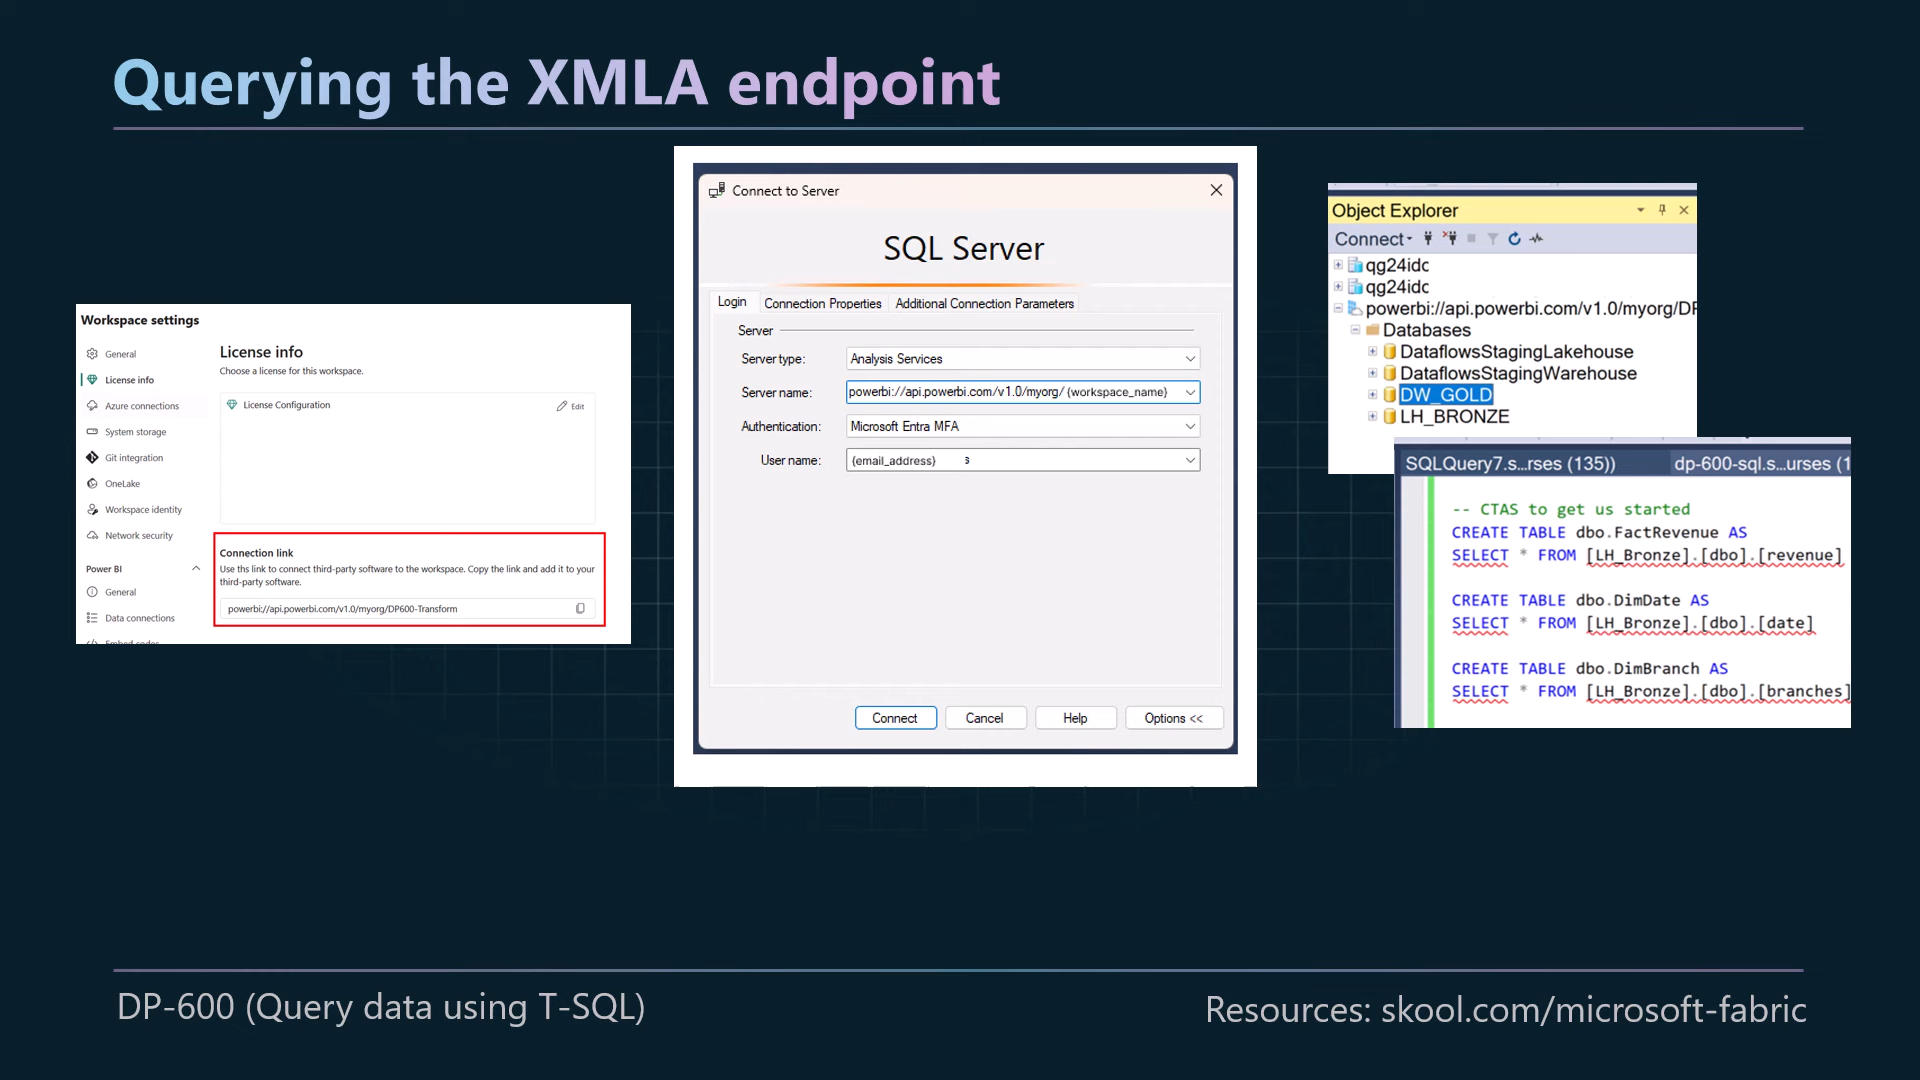 Querying the XMLA endpoint
Workspace settings
General
License info
Azure connections
System storage
Git integration
OneLake
Workspace identity
Network security
Power BI
General
Data connections
Embed codes
License info
Choose a license for this workspace.
License Configuration
Edit
Connection link
Use ths link to connect third-party software to the workspace. Copy the link and add it to your
third-party software.
powerbi://api.powerbi.com/v1.0/myorg/DP600-Transform
Connect to Server
SQL Server
Login
Connection Properties
Additional Connection Parameters
Server
Server type:
Analysis Services
Server name:
powerbi://api.powerbi.com/v1.0/myorg/ {workspace_name}
Authentication:
Microsoft Entra MFA
User name:
{email_address} s
Connect
Cancel
Help
Options <<
Object Explorer
Connect
qg24idc
qg24idc
powerbi://api.powerbi.com/v1.0/myorg/DP
Databases
DataflowsStagingLakehouse
DataflowsStagingWarehouse
DW_GOLD
LH_BRONZE
SQLQuery7.s...rses (135))
dp-600-sql.s...urses (1
-- CTAS to get us started
CREATE TABLE dbo.FactRevenue AS
SELECT * FROM [LH_Bronze].[dbo].[revenue]
CREATE TABLE dbo.DimDate AS
SELECT * FROM [LH_Bronze].[dbo].[date]
CREATE TABLE dbo.DimBranch AS
SELECT * FROM [LH_Bronze].[dbo].[branches]
DP-600 (Query data using T-SQL)
Resources: skool.com/microsoft-fabric